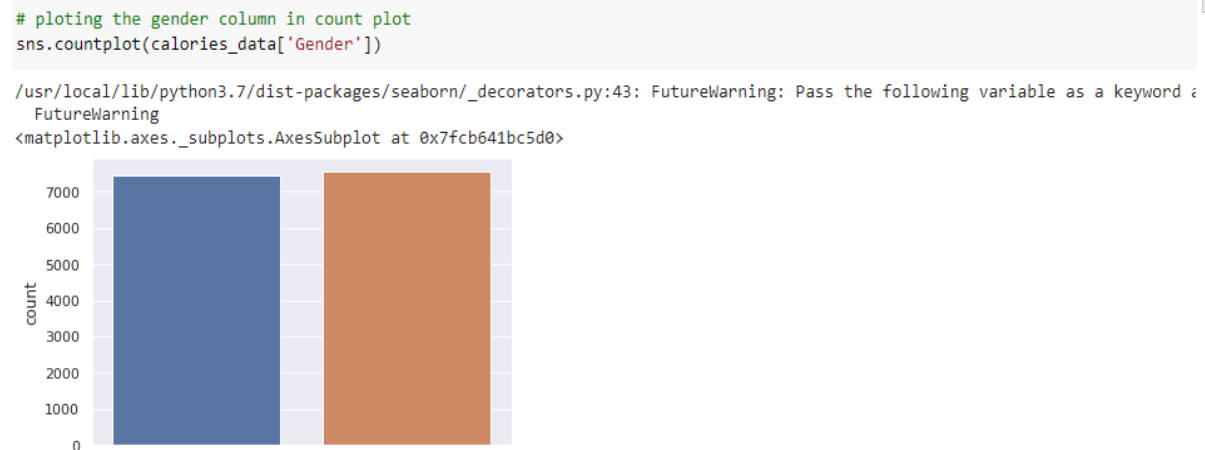 # ploting the gender column in count plot
sns.countplot(calories_data['Gender'])
/usr/local/lib/python3.7/dist-packages/seaborn/_decorators.py:43: FutureWarning: Pass the following variable as a keyword a
FutureWarning
<matplotlib.axes._subplots.AxesSubplot at 0x7fcb641bc5d0>
7000
6000
5000
4000
3000
2000
1000
0
count